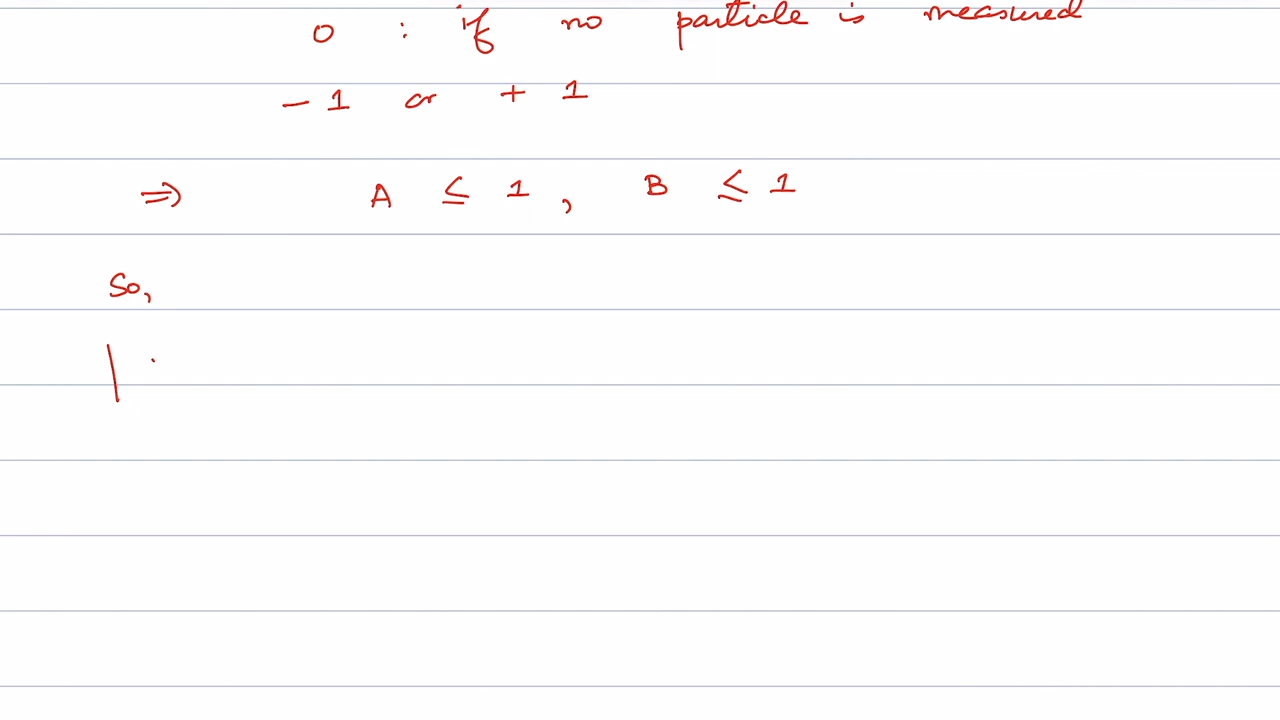 0 : if no particle is measured
- 1 or + 1
⇒ A ≤ 1 , B ≤ 1
So,
|